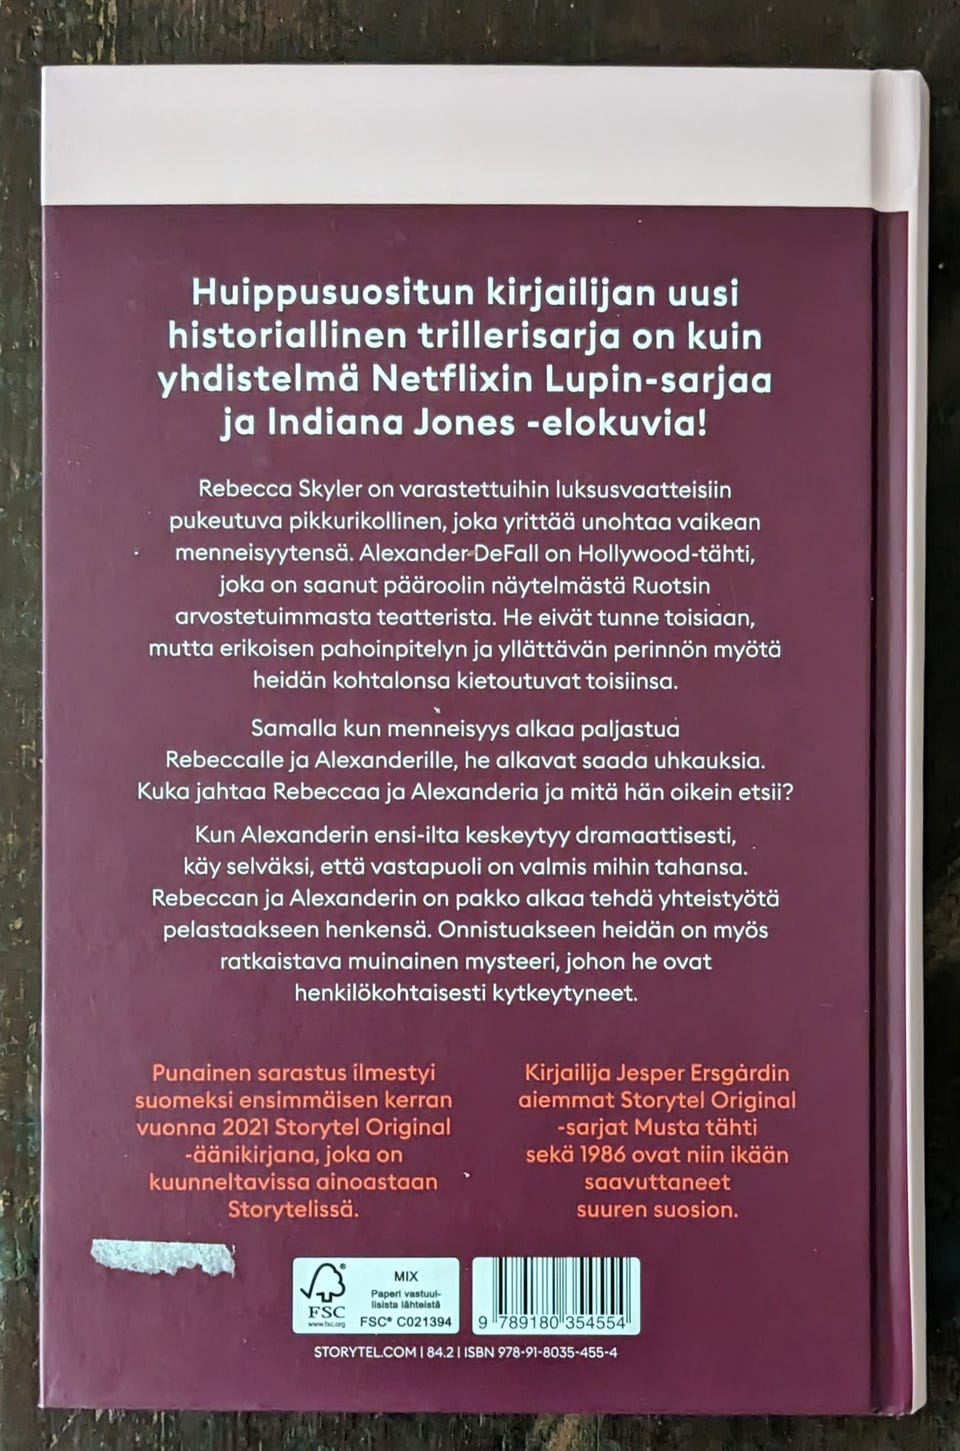 Huippusuositun kirjailijan uusi
historiallinen trillerisarja on kuin
yhdistelmä Netflixin Lupin-sarjaa
ja Indiana Jones -elokuvia!
Rebecca Skyler on varastettuihin luksusvaatteisiin
pukeutuva pikkurikollinen, joka yrittää unohtaa vaikean
menneisyytensä. Alexander DeFall on Hollywood-tähti,
joka on saanut pääroolin näytelmästä Ruotsin
arvostetuimmasta teatterista. He eivät tunne toisiaan,
mutta erikoisen pahoinpitelyn ja yllättävän perinnön myötä
heidän kohtalonsa kietoutuvat toisiinsa.
Samalla kun menneisyys alkaa paljastua
Rebeccalle ja Alexanderille, he alkavat saada uhkauksia.
Kuka jahtaa Rebeccaa ja Alexanderia ja mitä hän oikein etsii?
Kun Alexanderin ensi-ilta keskeytyy dramaattisesti,
käy selväksi, että vastapuoli on valmis mihin tahansa.
Rebeccan ja Alexanderin on pakko alkaa tehdä yhteistyötä
pelastaakseen henkensä. Onnistuakseen heidän on myös
ratkaistava muinainen mysteeri, johon he ovat
henkilökohtaisesti kytkeytyneet.
Punainen sarastus ilmestyi
suomeksi ensimmäisen kerran
vuonna 2021 Storytel Original
-äänikirjana, joka on
kuunneltavissa ainoastaan
Storytelissä.
Kirjailija Jesper Ersgårdin
aiemmat Storytel Original
-sarjat Musta tähti
sekä 1986 ovat niin ikään
saavuttaneet
suuren suosion.
FSC®
www.fsc.org
MIX
Paperi vastuul-
lisista lähteistä
FSC® C021394
9 789180 354554
STORYTEL.COM | 84.2 | ISBN 978-91-8035-455-4